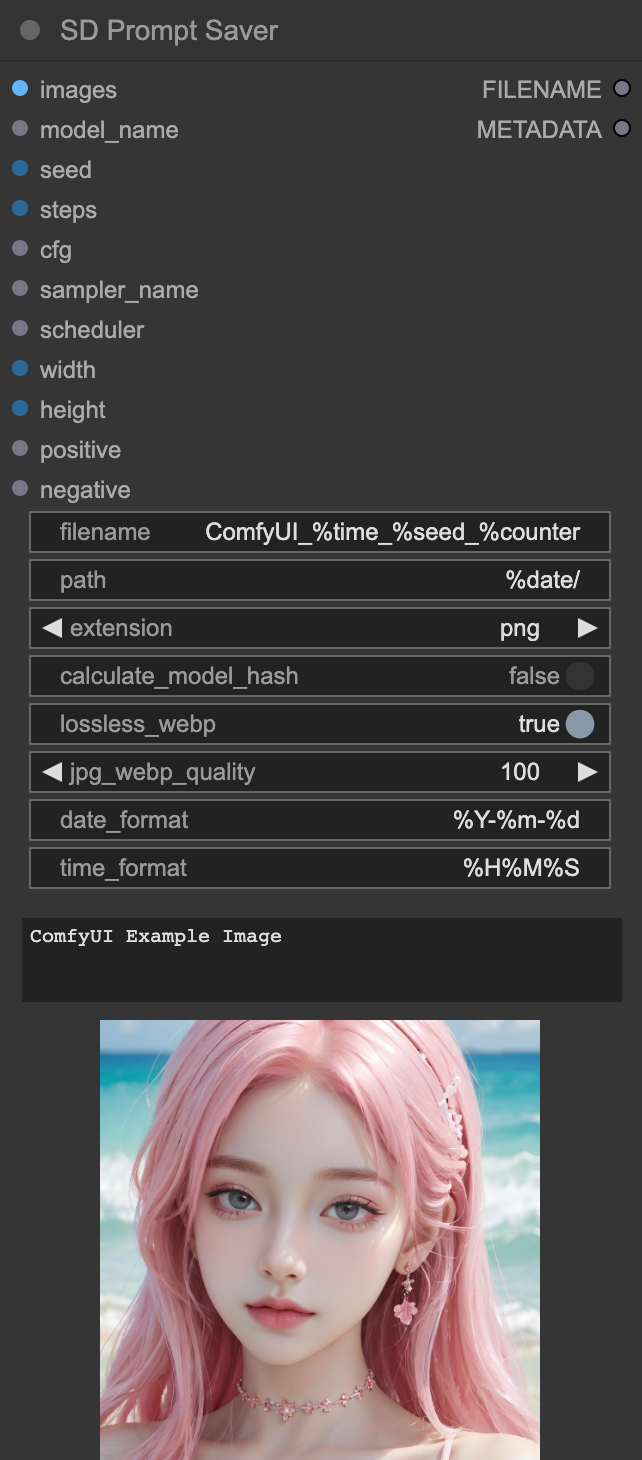 SD Prompt Saver
images FILENAME
model_name METADATA
seed
steps
cfg
sampler_name
scheduler
width
height
positive
negative
filename ComfyUI_%time_%seed_%counter
path %date/
extension png
calculate_model_hash false
lossless_webp true
jpg_webp_quality 100
date_format %Y-%m-%d
time_format %H%M%S
ComfyUI Example Image